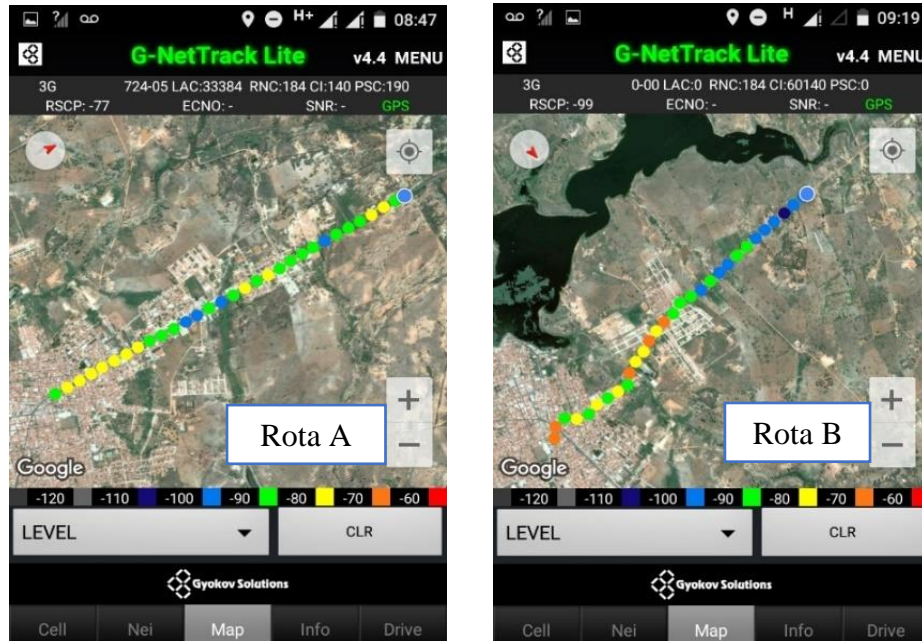 H+ 08:47
G-NetTrack Lite v4.4 MENU
3G 724-05 LAC:33384 RNC:184 CI:140 PSC:190
RSCP: -77 ECNO: - SNR: - GPS
Rota A
+
−
Google
-120 -110 -100 -90 -80 -70 -60
LEVEL CLR
Gyokov Solutions
Cell Nei Map Info Drive
H 09:19
G-NetTrack Lite v4.4 MENU
3G 0-00 LAC:0 RNC:184 CI:60140 PSC:0
RSCP: -99 ECNO: - SNR: - GPS
Rota B
+
−
Google
-120 -110 -100 -90 -80 -70 -60
LEVEL CLR
Gyokov Solutions
Cell Nei Map Info Drive